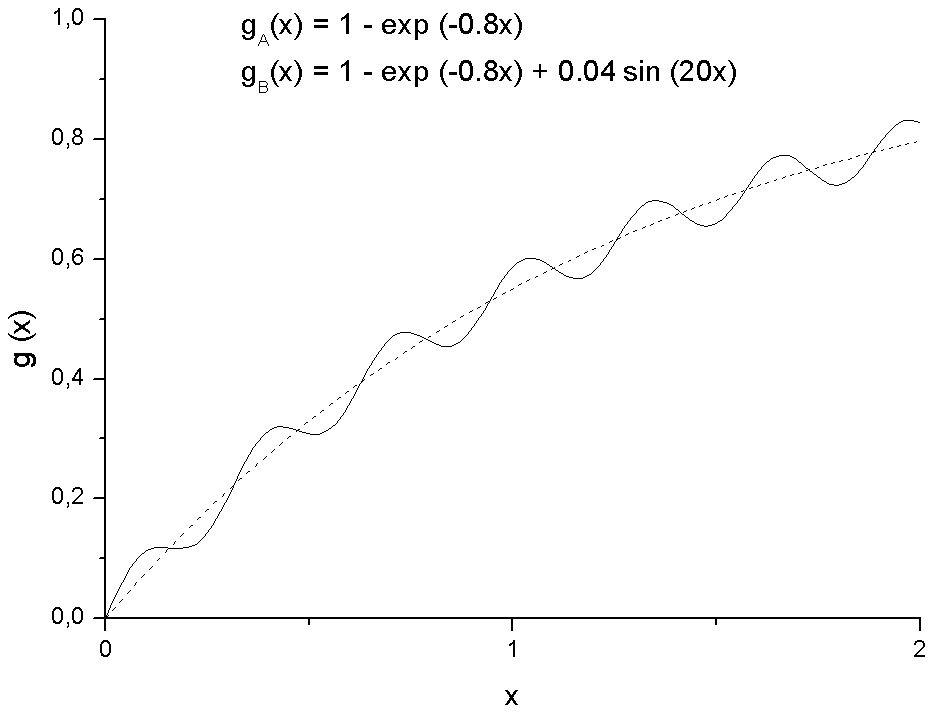 1,0
g_A(x) = 1 - exp (-0.8x)
g_B(x) = 1 - exp (-0.8x) + 0.04 sin (20x)
0,8
0,6
g (x)
0,4
0,2
0,0
0 1 2
x